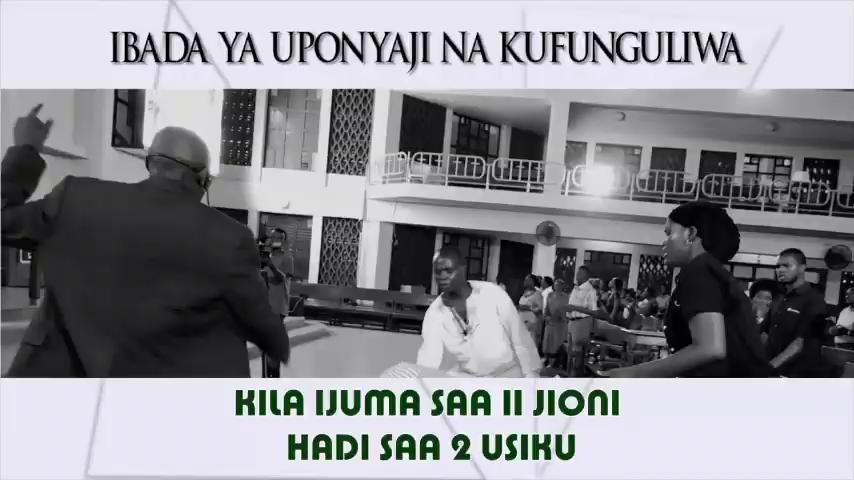 IBADA YA UPONYAJI NA KUFUNGULIWA
KILA IJUMA SAA 11 JIONI
HADI SAA 2 USIKU